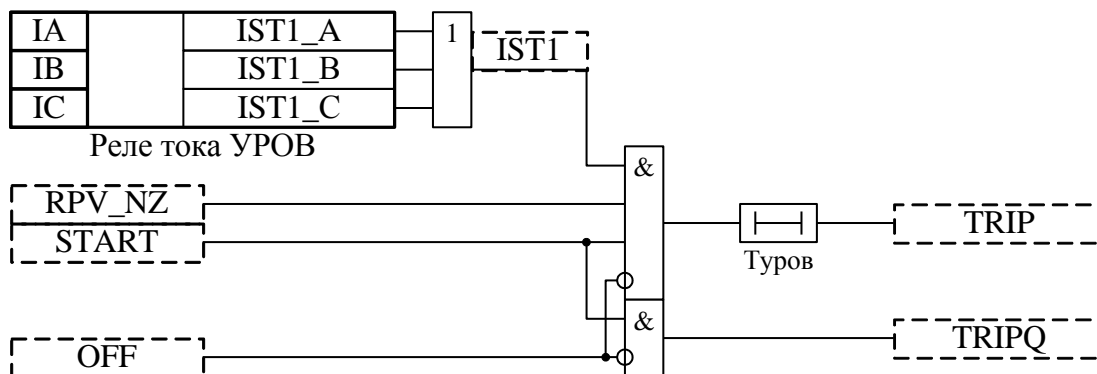 IA IST1_A 1 IST1
IB IST1_B
IC IST1_C
Реле тока УРОВ
&
RPV_NZ
START TRIP
Туров
&
OFF TRIPQ